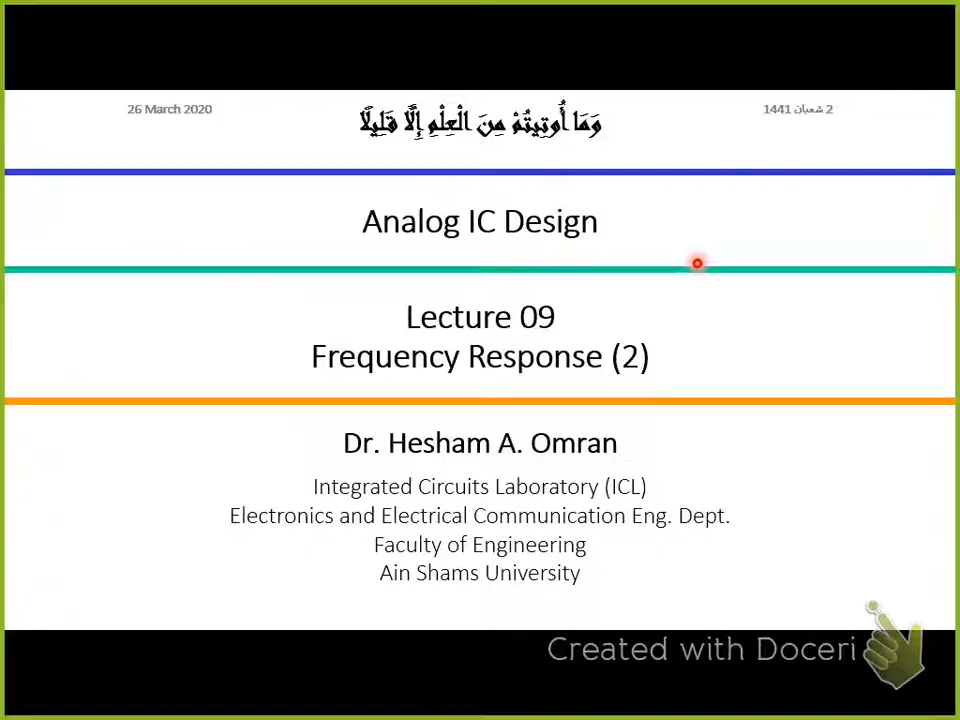 26 March 2020
وَمَا أُوتِيتُمْ مِنَ الْعِلْمِ إِلَّا قَلِيلًا
2 شعبان 1441
Analog IC Design
Lecture 09
Frequency Response (2)
Dr. Hesham A. Omran
Integrated Circuits Laboratory (ICL)
Electronics and Electrical Communication Eng. Dept.
Faculty of Engineering
Ain Shams University
Created with Doceri